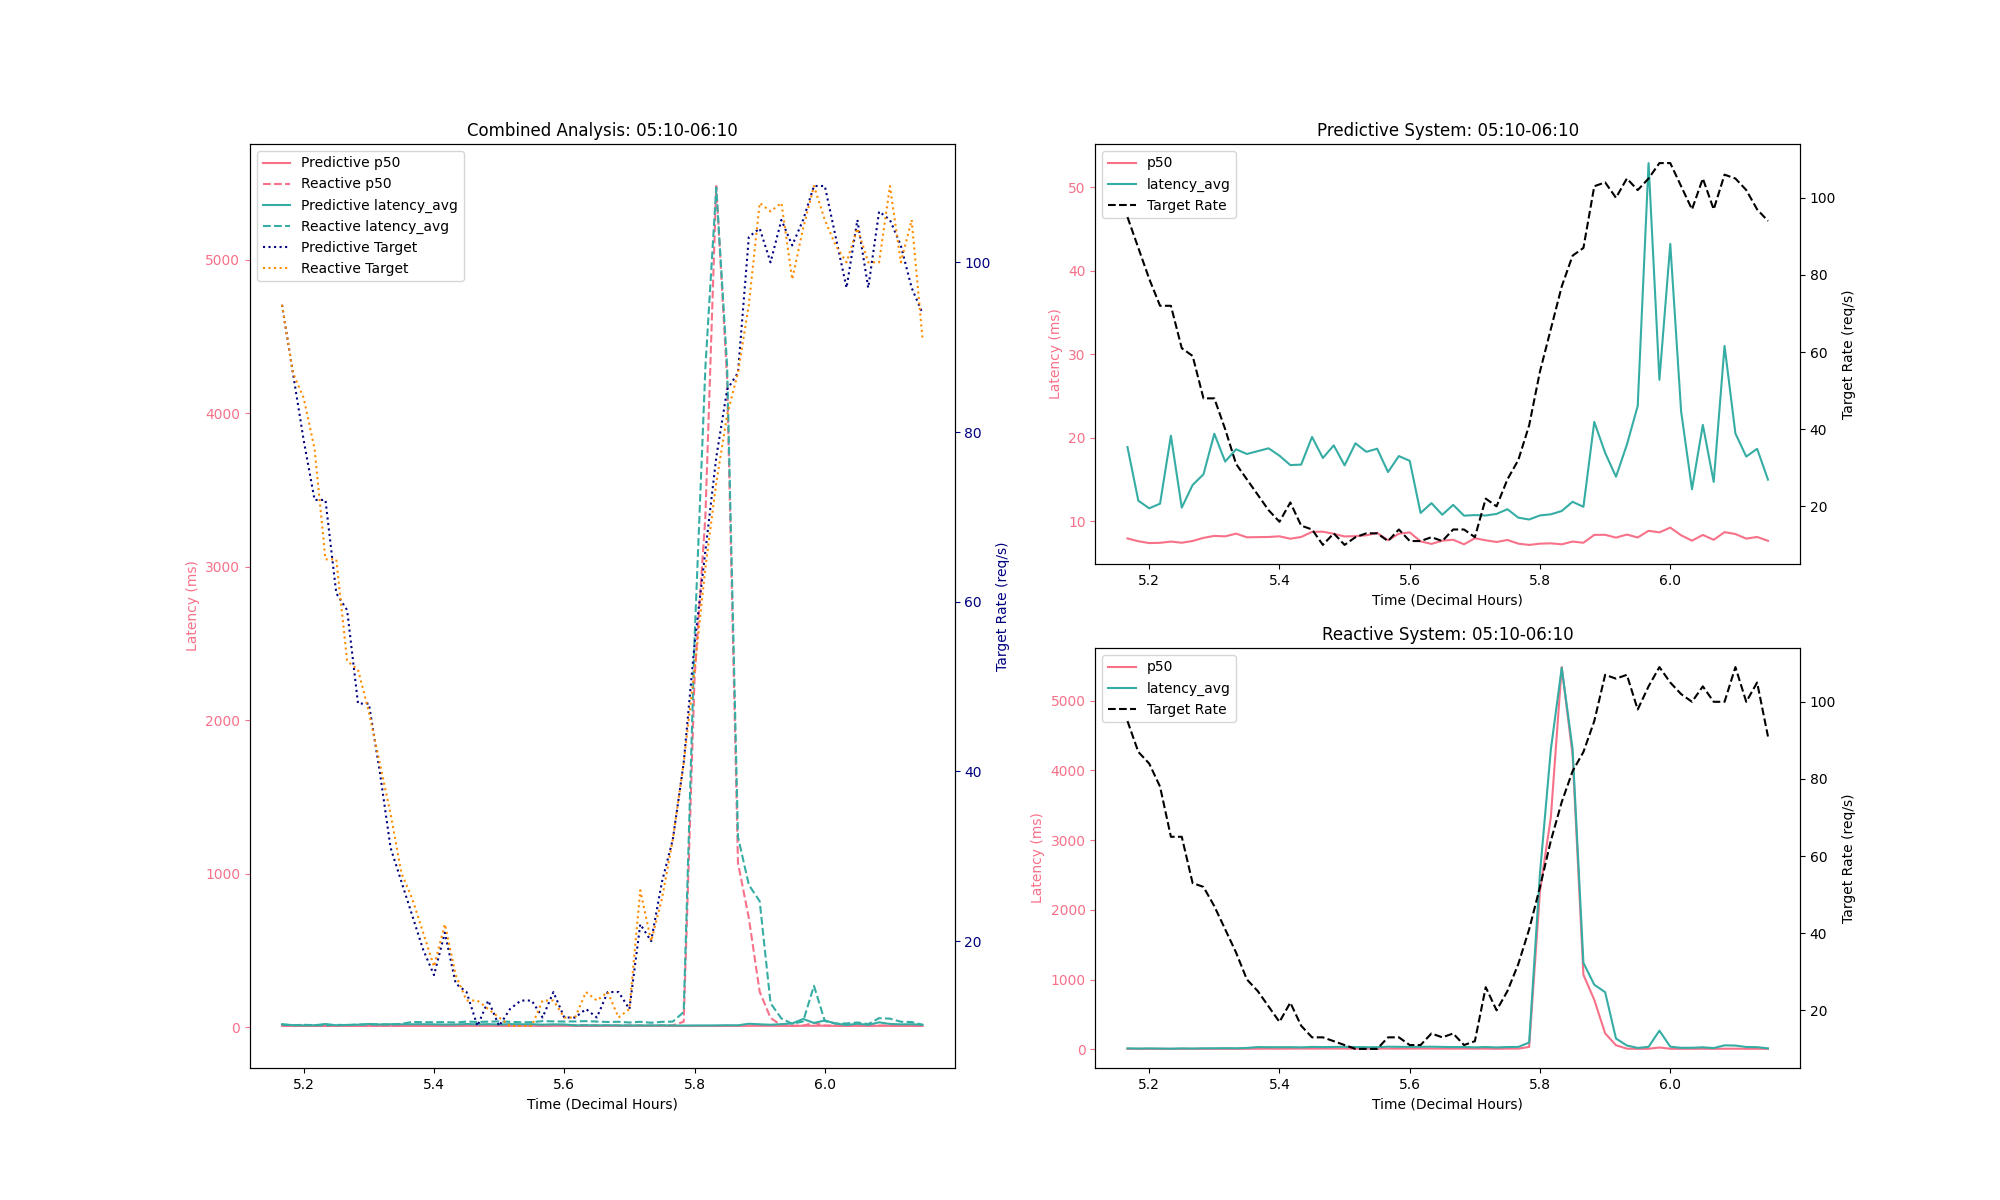 Combined Analysis: 05:10-06:10
Predictive p50
Reactive p50
Predictive latency_avg
Reactive latency_avg
Predictive Target
Reactive Target
Latency (ms)
5000
4000
3000
2000
1000
0
100
80
60
40
20
Target Rate (req/s)
5.2 5.4 5.6 5.8 6.0
Time (Decimal Hours)
Predictive System: 05:10-06:10
p50
latency_avg
Target Rate
Latency (ms)
50
40
30
20
10
100
80
60
40
20
Target Rate (req/s)
5.2 5.4 5.6 5.8 6.0
Time (Decimal Hours)
Reactive System: 05:10-06:10
p50
latency_avg
Target Rate
Latency (ms)
5000
4000
3000
2000
1000
0
100
80
60
40
20
Target Rate (req/s)
5.2 5.4 5.6 5.8 6.0
Time (Decimal Hours)